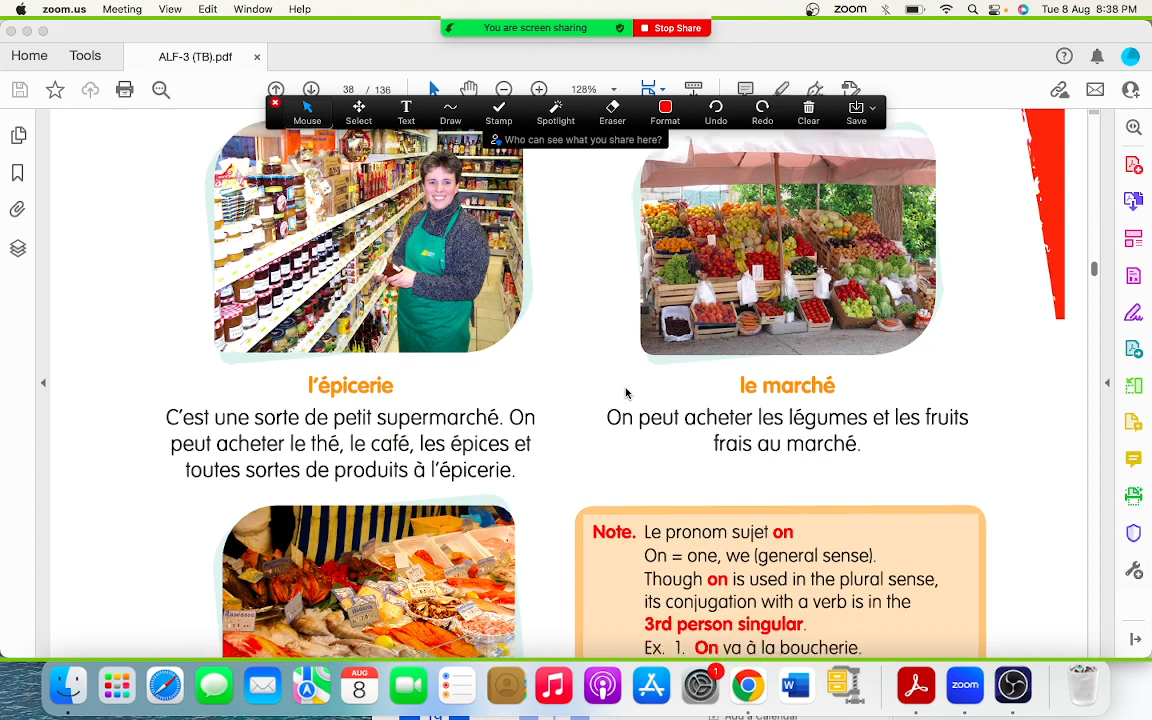 zoom.us Meeting View Edit Window Help
zoom Tue 8 Aug 8:38 PM
You are screen sharing Stop Share
Home Tools ALF-3 (TB).pdf ×
38 / 136 128%
Mouse Select Text Draw Stamp Spotlight Eraser Format Undo Redo Clear Save
Who can see what you share here?
l'épicerie
C'est une sorte de petit supermarché. On
peut acheter le thé, le café, les épices et
toutes sortes de produits à l'épicerie.
le marché
On peut acheter les légumes et les fruits
frais au marché.
Note. Le pronom sujet on
On = one, we (general sense).
Though on is used in the plural sense,
its conjugation with a verb is in the
3rd person singular.
Ex. 1. On va à la boucherie.
AUG
8
1
zoom
Add a Calendar